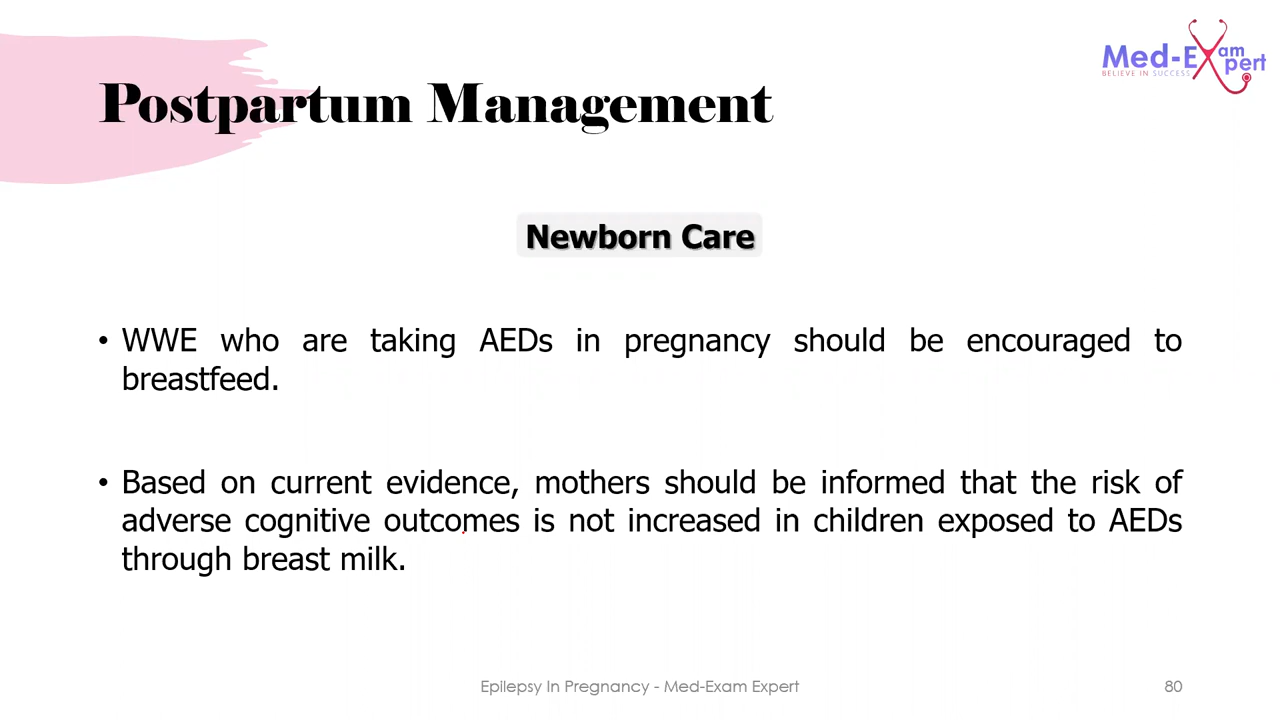 Med-Exam Expert
BELIEVE IN SUCCESS
Postpartum Management
Newborn Care
• WWE who are taking AEDs in pregnancy should be encouraged to
breastfeed.
• Based on current evidence, mothers should be informed that the risk of
adverse cognitive outcomes is not increased in children exposed to AEDs
through breast milk.
Epilepsy In Pregnancy - Med-Exam Expert
80